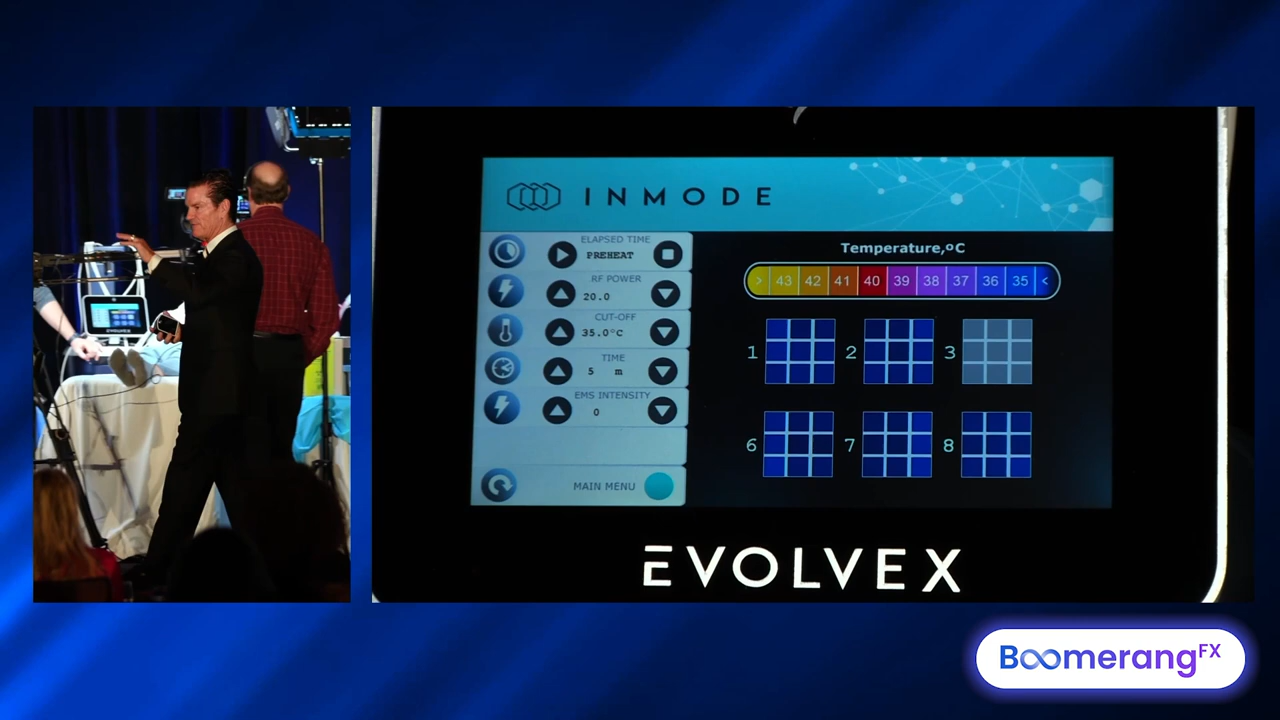 INMODE
ELAPSED TIME
PREHEAT
RF POWER
20.0
CUT-OFF
35.0°C
TIME
5 m
EMS INTENSITY
0
MAIN MENU
Temperature,ºC
> 43 42 41 40 39 38 37 36 35 <
1 2 3
6 7 8
EVOLVEX
BoomerangFX